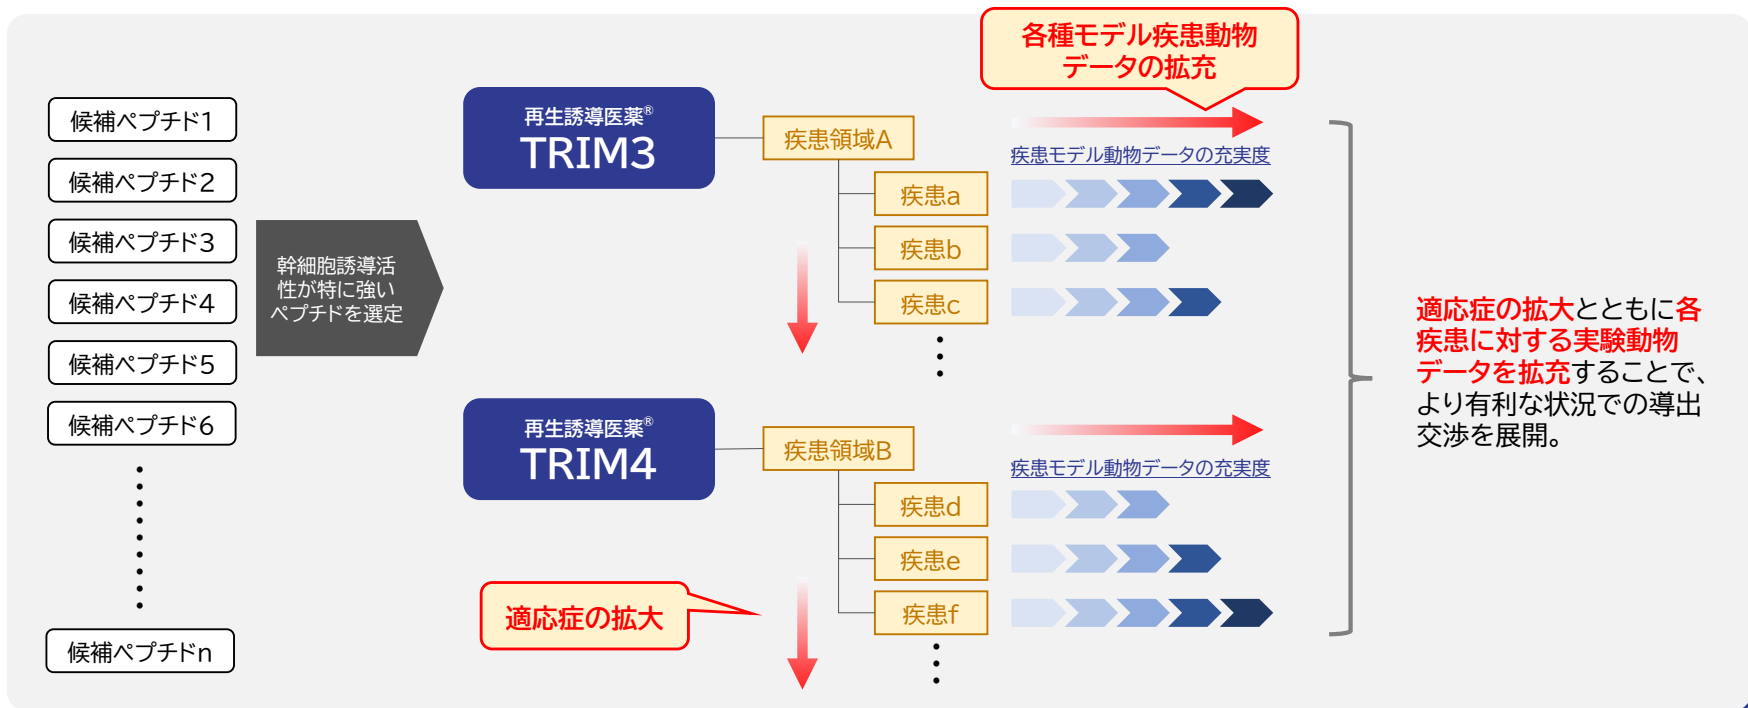 各種モデル疾患動物
データの拡充
候補ペプチド1
候補ペプチド2
候補ペプチド3
候補ペプチド4
候補ペプチド5
候補ペプチド6
候補ペプチドn
幹細胞誘導活
性が特に強い
ペプチドを選定
再生誘導医薬®
TRIM3
疾患領域A
疾患モデル動物データの充実度
疾患a
疾患b
疾患c
再生誘導医薬®
TRIM4
疾患領域B
疾患モデル動物データの充実度
疾患d
疾患e
疾患f
適応症の拡大
適応症の拡大とともに各
疾患に対する実験動物
データを拡充することで、
より有利な状況での導出
交渉を展開。